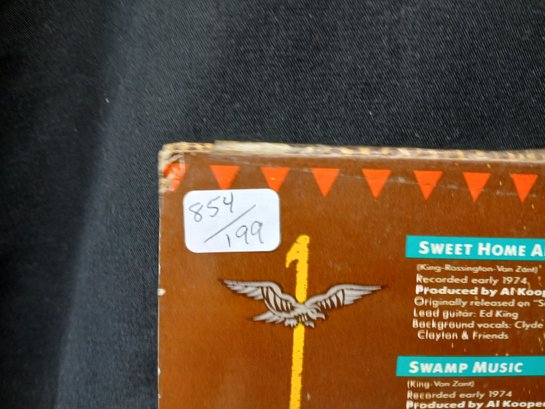 854/199
1
SWEET HOME A
(King-Rossington-Van Zant)
Recorded early 1974
Produced by Al Koop
Originally released on "S
Lead guitar: Ed King
Background vocals: Clyde
Clayton & Friends
SWAMP MUSIC
(King-Van Zant)
Recorded early 1974
Produced by Al Kooper